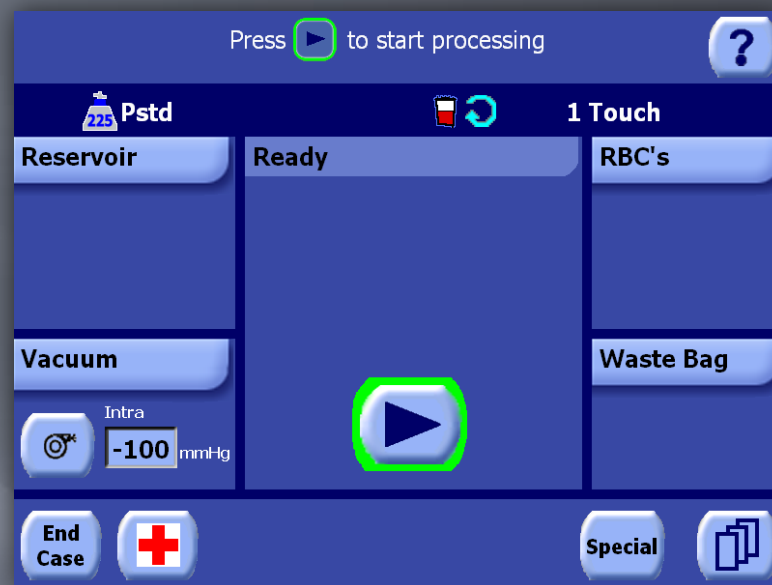 Press to start processing
?
225 Pstd
1 Touch
Reservoir
Ready
RBC's
Vacuum
Waste Bag
Intra
-100 mmHg
End
Case
Special